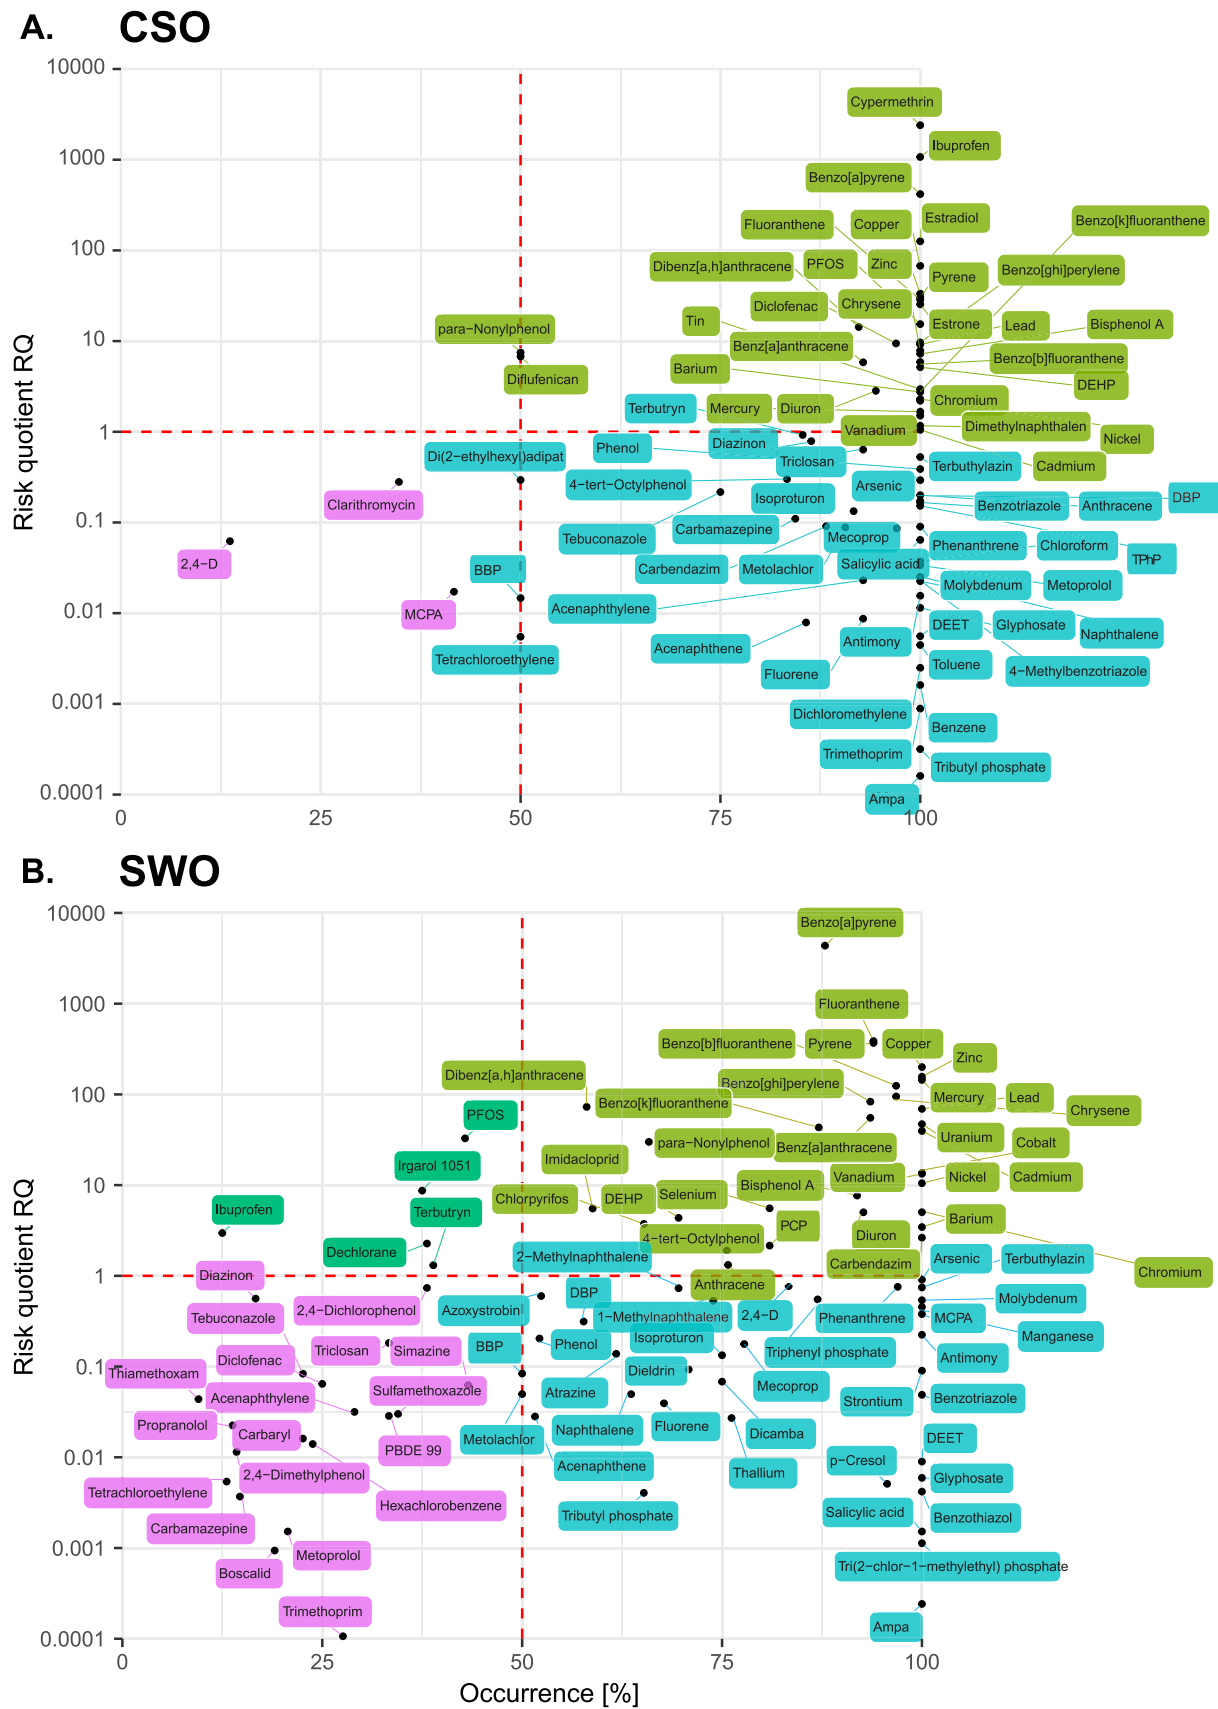 A. CSO
10000
Cypermethrin
Ibuprofen
1000
Benzo[a]pyrene
Fluoranthene
Copper
Estradiol
Benzo[k]fluoranthene
100
Dibenz[a,h]anthracene
PFOS
Zinc
Pyrene
Benzo[ghi]perylene
Diclofenac
Chrysene
Tin
Estrone
Lead
Bisphenol A
para−Nonylphenol
10
Benz[a]anthracene
Benzo[b]fluoranthene
Barium
Diflufenican
DEHP
Terbutryn
Mercury
Diuron
Chromium
1
Vanadium
Dimethylnaphthalen
Nickel
Phenol
Diazinon
Di(2−ethylhexyl)adipat
Triclosan
Terbuthylazin
Cadmium
4−tert−Octylphenol
Arsenic
Clarithromycin
Isoproturon
Benzotriazole
Anthracene
DBP
0.1
Carbamazepine
Tebuconazole
Mecoprop
Phenanthrene
Chloroform
TPhP
2,4−D
BBP
Carbendazim
Metolachlor
Salicylic acid
Molybdenum
Metoprolol
0.01
MCPA
Acenaphthylene
DEET
Glyphosate
Naphthalene
Acenaphthene
Antimony
Tetrachloroethylene
Fluorene
Toluene
4−Methylbenzotriazole
0.001
Dichloromethylene
Benzene
Trimethoprim
Tributyl phosphate
0.0001
Ampa
0
25
50
75
100
Risk quotient RQ
B. SWO
10000
Benzo[a]pyrene
1000
Fluoranthene
Benzo[b]fluoranthene
Pyrene
Copper
Zinc
Dibenz[a,h]anthracene
Benzo[ghi]perylene
100
Benzo[k]fluoranthene
Mercury
Lead
Chrysene
PFOS
para−Nonylphenol
Benz[a]anthracene
Uranium
Cobalt
Irgarol 1051
Imidacloprid
10
Bisphenol A
Vanadium
Nickel
Cadmium
Chlorpyrifos
DEHP
Selenium
Ibuprofen
Terbutryn
PCP
Barium
Dechlorane
4−tert−Octylphenol
Diuron
2−Methylnaphthalene
Carbendazim
Arsenic
Terbuthylazin
Chromium
1
Diazinon
Anthracene
DBP
Molybdenum
2,4−Dichlorophenol
Azoxystrobin
1−Methylnaphthalene
2,4−D
Phenanthrene
MCPA
Tebuconazole
Manganese
Triclosan
Simazine
BBP
Phenol
Isoproturon
Triphenyl phosphate
Antimony
0.1
Diclofenac
Thiamethoxam
Dieldrin
Acenaphthylene
Sulfamethoxazole
Atrazine
Mecoprop
Strontium
Benzotriazole
Propranolol
Carbaryl
PBDE 99
Metolachlor
Naphthalene
Fluorene
Dicamba
DEET
0.01
2,4−Dimethylphenol
Acenaphthene
Thallium
p−Cresol
Glyphosate
Tetrachloroethylene
Hexachlorobenzene
Tributyl phosphate
Salicylic acid
Benzothiazol
Carbamazepine
0.001
Metoprolol
Boscalid
Tri(2−chlor−1−methylethyl) phosphate
Trimethoprim
Ampa
0.0001
0
25
50
75
100
Risk quotient RQ
Occurrence [%]